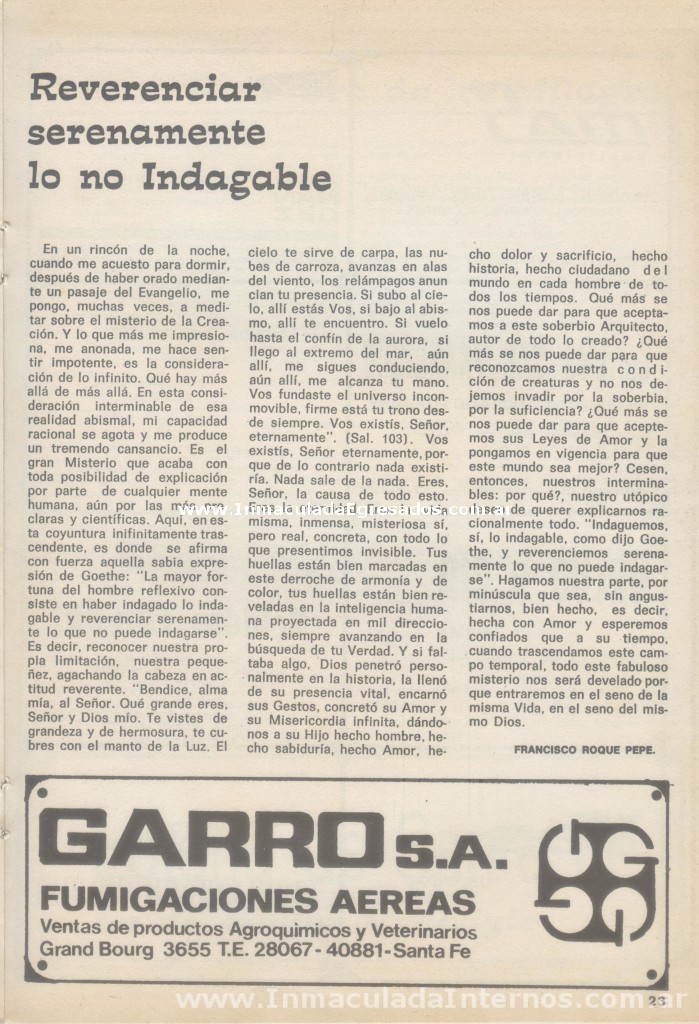 Reverenciar
serenamente
lo no Indagable
En un rincón de la noche,
cuando me acuesto para dormir,
después de haber orado median-
te un pasaje del Evangelio, me
pongo, muchas veces, a medi-
tar sobre el misterio de la Crea-
ción. Y lo que más me impresio-
na, me anonada, me hace sen-
tir impotente, es la considera-
ción de lo infinito. Qué hay más
allá de más allá. En esta consi-
deración interminable de esa
realidad abismal, mi capacidad
racional se agota y me produce
un tremendo cansancio. Es el
gran Misterio que acaba con
toda posibilidad de explicación
por parte de cualquier mente
humana, aún por las más pre-
claras y científicas. Aquí, en es-
ta coyuntura inifinitamente tras-
cendente, es donde se afirma
con fuerza aquella sabia expre-
sión de Goethe: "La mayor for-
tuna del hombre reflexivo con-
siste en haber indagado lo inda-
gable y reverenciar serenamen-
te lo que no puede indagarse".
Es decir, reconocer nuestra pro-
pia limitación, nuestra peque-
ñez, agachando la cabeza en ac-
titud reverente. "Bendice, alma
mía, al Señor. Qué grande eres,
Señor y Dios mío. Te vistes de
grandeza y de hermosura, te cu-
bres con el manto de la Luz. El
cielo te sirve de carpa, las nu-
bes de carroza, avanzas en alas
del viento, los relámpagos anun
cian tu presencia. Si subo al cie-
lo, allí estás Vos, si bajo al abis-
mo, allí te encuentro. Si vuelo
hasta el confín de la aurora, si
llego al extremo del mar, aún
allí, me sigues conduciendo,
aún allí, me alcanza tu mano.
Vos fundaste el universo incon-
movible, firme está tu trono des-
de siempre. Vos existís, Señor,
eternamente". (Sal. 103). Vos
existís, Señor eternamente, por-
que de lo contrario nada existi-
ría. Nada sale de la nada. Eres,
Señor, la causa de todo esto.
Eres la eternidad. Eres la Vida
misma, inmensa, misteriosa sí,
pero real, concreta, con todo lo
que presentimos invisible. Tus
huellas están bien marcadas en
este derroche de armonía y de
color, tus huellas están bien re-
veladas en la inteligencia huma-
na proyectada en mil direccio-
nes, siempre avanzando en la
búsqueda de tu Verdad. Y si fal-
taba algo, Dios penetró perso-
nalmente en la historia, la llenó
de su presencia vital, encarnó
sus Gestos, concretó su Amor y
su Misericordia infinita, dándo-
nos a su Hijo hecho hombre, he-
cho sabiduría, hecho Amor, he-
cho dolor y sacrificio, hecho
historia, hecho ciudadano del
mundo en cada hombre de to-
dos los tiempos. Qué más se
nos puede dar para que acepta-
mos a este soberbio Arquitecto,
autor de todo lo creado? ¿Qué
más se nos puede dar para que
reconozcamos nuestra condi-
ción de creaturas y no nos de-
jemos invadir por la soberbia,
por la suficiencia? ¿Qué más se
nos puede dar para que acepte-
mos sus Leyes de Amor y la
pongamos en vigencia para que
este mundo sea mejor? Cesen,
entonces, nuestros intermina-
bles: por qué?, nuestro utópico
afán de querer explicarnos ra-
cionalmente todo. "Indaguemos,
sí, lo indagable, como dijo Goe-
the, y reverenciemos serena-
mente lo que no puede indagar-
se". Hagamos nuestra parte, por
minúscula que sea, sin angus-
tiarnos, bien hecho, es decir,
hecha con Amor y esperemos
confiados que a su tiempo,
cuando trascendamos este cam
po temporal, todo este fabuloso
misterio nos será develado por-
que entraremos en el seno de la
misma Vida, en el seno del mis-
mo Dios.
FRANCISCO ROQUE PEPE.
www.InmaculadaEgresados.com.ar
GARRO S.A.
FUMIGACIONES AEREAS
Ventas de productos Agroquimicos y Veterinarios
Grand Bourg 3655 T.E. 28067-40881-Santa Fe
GGGG
23
www.InmaculadaInternos.com.ar